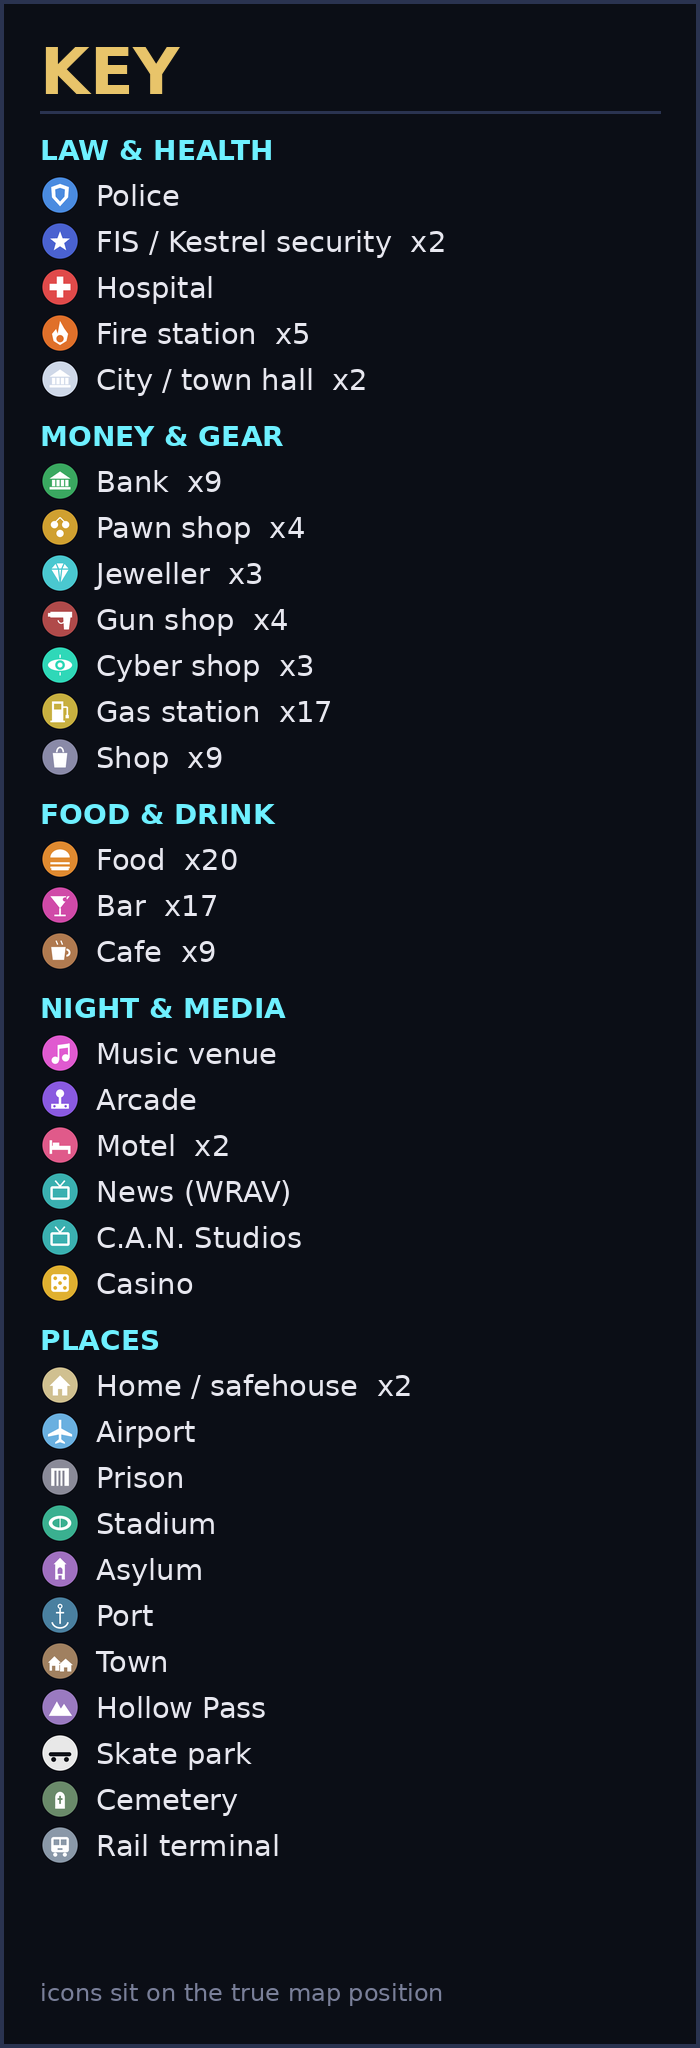 KEY
LAW & HEALTH
Police
FIS / Kestrel security x2
Hospital
Fire station x5
City / town hall x2
MONEY & GEAR
Bank x9
Pawn shop x4
Jeweller x3
Gun shop x4
Cyber shop x3
Gas station x17
Shop x9
FOOD & DRINK
Food x20
Bar x17
Cafe x9
NIGHT & MEDIA
Music venue
Arcade
Motel x2
News (WRAV)
C.A.N. Studios
Casino
PLACES
Home / safehouse x2
Airport
Prison
Stadium
Asylum
Port
Town
Hollow Pass
Skate park
Cemetery
Rail terminal
icons sit on the true map position